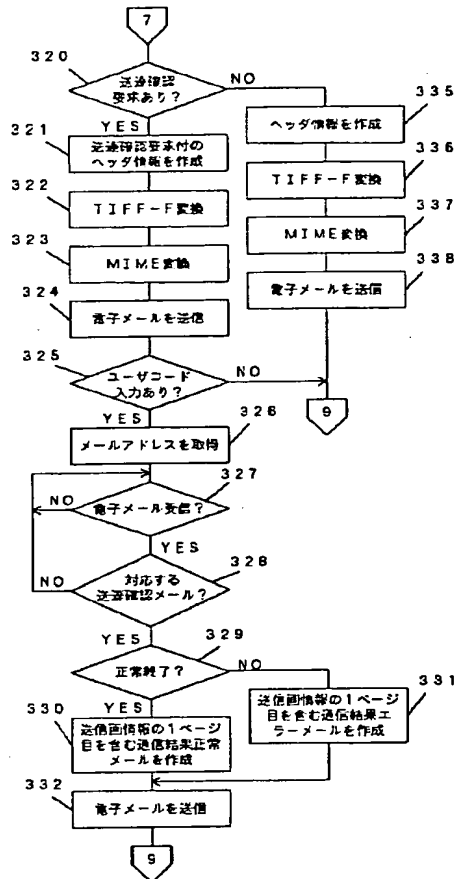 7
320
送達確認
要求あり?
NO
YES
335
ヘッダ情報を作成
321
送達確認要求付の
ヘッダ情報を作成
336
TIFF-F変換
322
TIFF-F変換
337
MIME変換
323
MIME変換
338
電子メールを送信
324
電子メールを送信
325
ユーザコード
入力あり?
NO
9
YES
326
メールアドレスを取得
327
NO
電子メール受信?
YES
328
NO
対応する
送達確認メール?
YES
329
正常終了?
NO
YES
331
送信画情報の1ページ
目を含む通信結果エ
ラーメールを作成
330
送信画情報の1ページ
目を含む通信結果正常
メールを作成
332
電子メールを送信
9